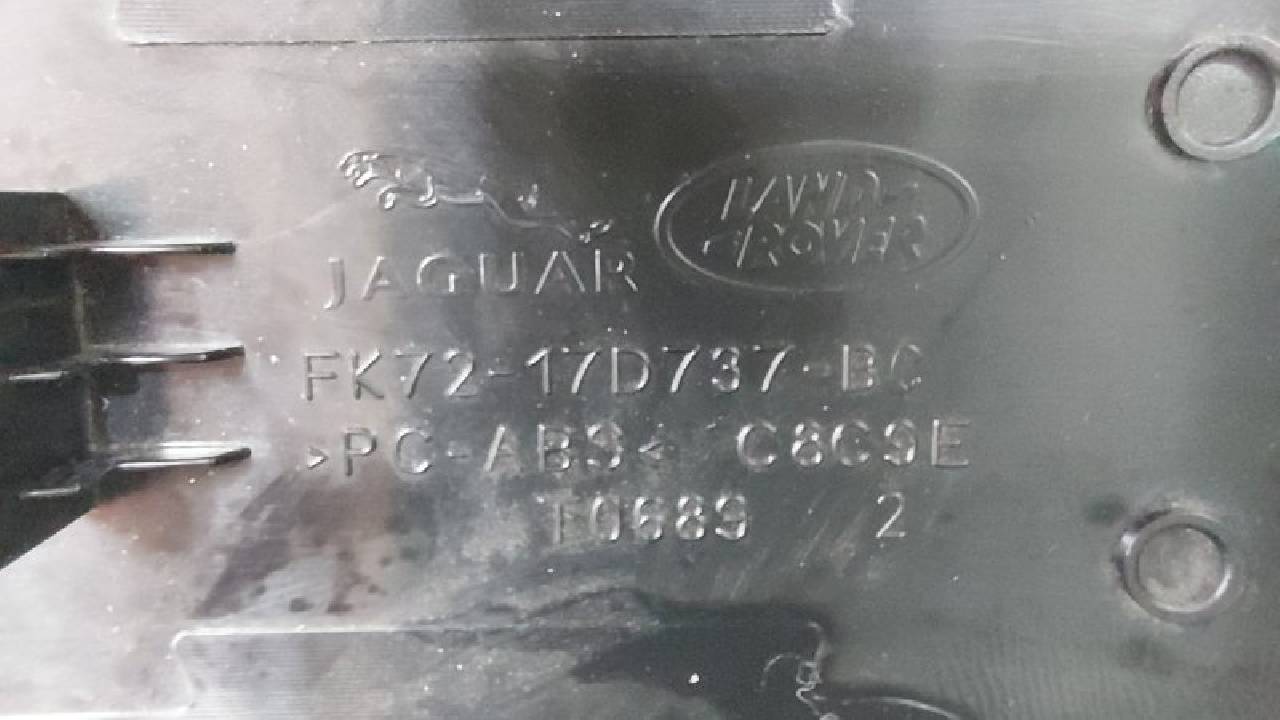 JAGUAR
LAND-
ROVER
FK72-17D737-BC
>PC-ABS< C8C9E
T0689 2